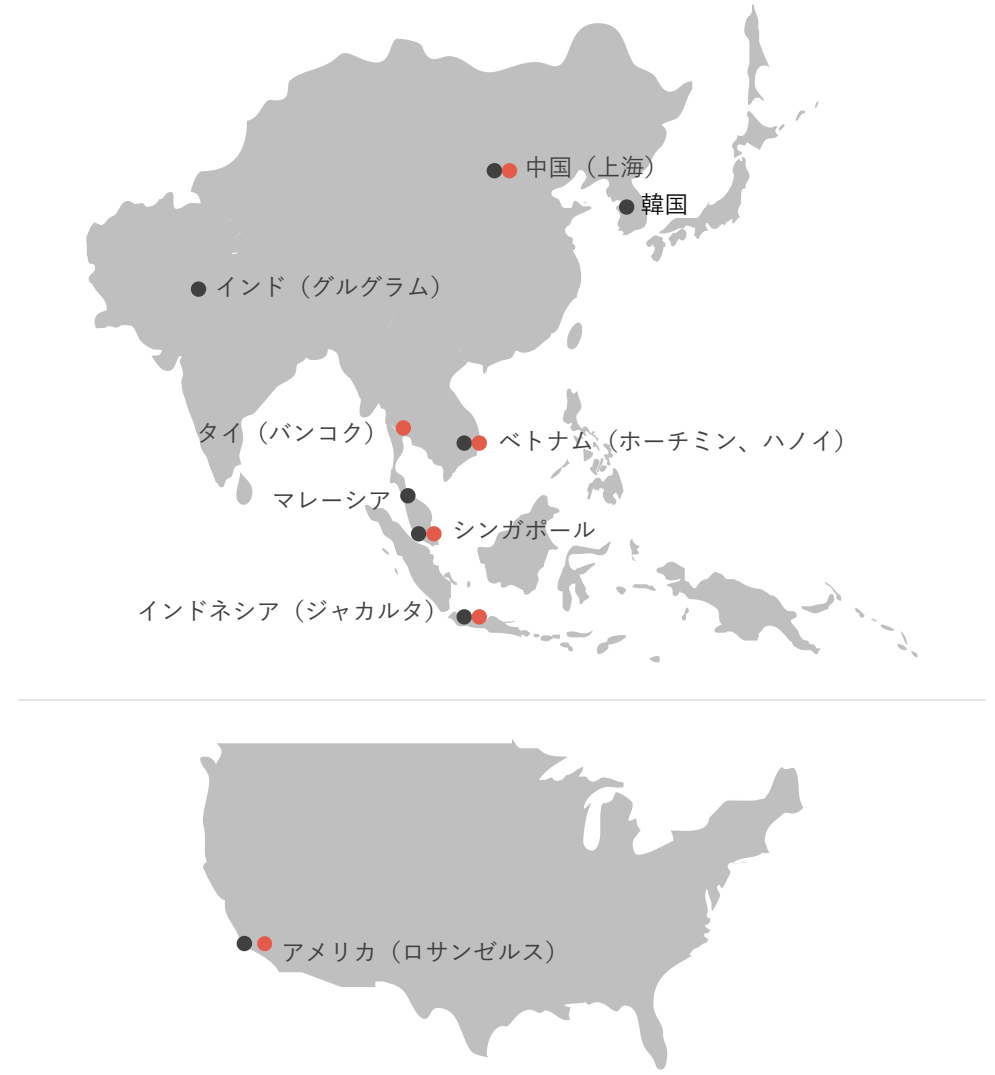 中国（上海）
韓国
インド（グルグラム）
タイ（バンコク）
ベトナム（ホーチミン、ハノイ）
マレーシア
シンガポール
インドネシア（ジャカルタ）
アメリカ（ロサンゼルス）